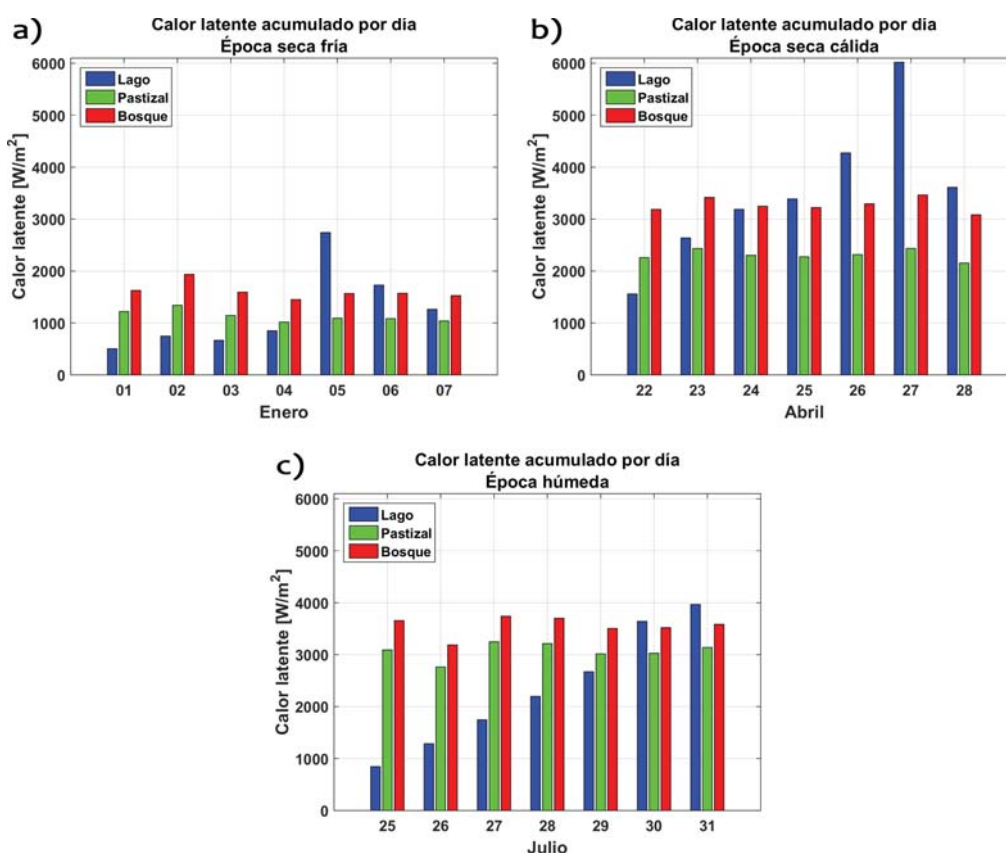 a)
Calor latente acumulado por día
Época seca fría
Lago
Pastizal
Bosque
Calor latente [W/m²]
6000
5000
4000
3000
2000
1000
0
01 02 03 04 05 06 07
Enero
b)
Calor latente acumulado por día
Época seca cálida
Lago
Pastizal
Bosque
Calor latente [W/m²]
6000
5000
4000
3000
2000
1000
0
22 23 24 25 26 27 28
Abril
c)
Calor latente acumulado por día
Época húmeda
Lago
Pastizal
Bosque
Calor latente [W/m²]
6000
5000
4000
3000
2000
1000
0
25 26 27 28 29 30 31
Julio